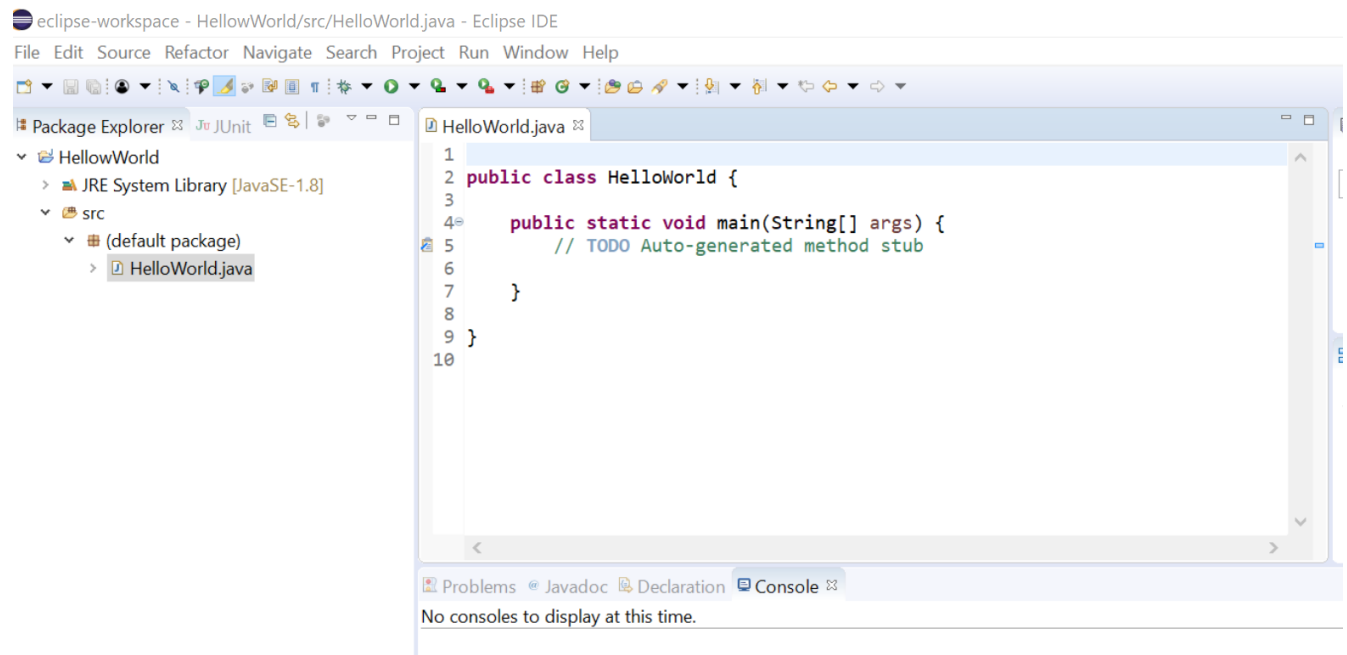 eclipse-workspace - HellowWorld/src/HelloWorld.java - Eclipse IDE
File Edit Source Refactor Navigate Search Project Run Window Help
Package Explorer JUnit
HellowWorld
JRE System Library [JavaSE-1.8]
src
(default package)
HelloWorld.java
HelloWorld.java
1
2 public class HelloWorld {
3
4 public static void main(String[] args) {
5 // TODO Auto-generated method stub
6
7 }
8
9 }
10
Problems @ Javadoc Declaration Console
No consoles to display at this time.